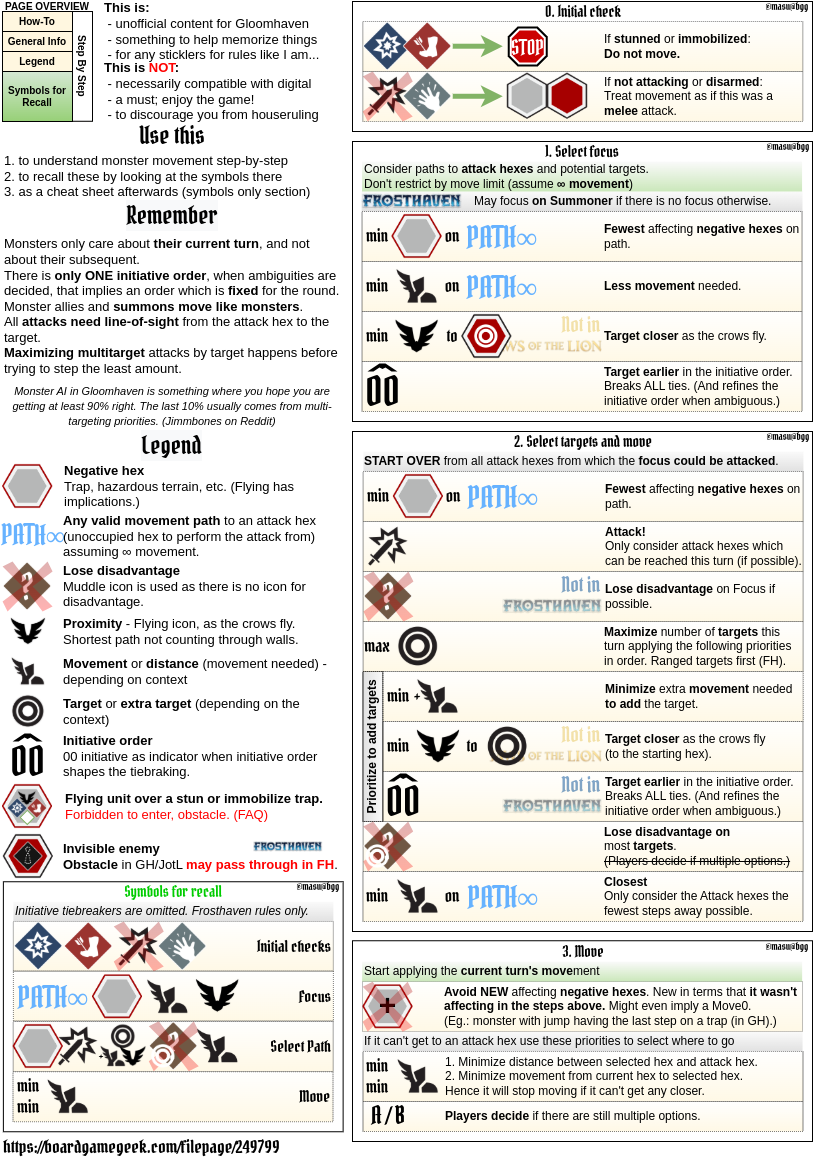 PAGE OVERVIEW
How-To
General Info
Legend
Symbols for
Recall
Step By Step
This is:
- unofficial content for Gloomhaven
- something to help memorize things
- for any sticklers for rules like I am...
This is NOT:
- necessarily compatible with digital
- a must; enjoy the game!
- to discourage you from houseruling
Use this
1. to understand monster movement step-by-step
2. to recall these by looking at the symbols there
3. as a cheat sheet afterwards (symbols only section)
Remember
Monsters only care about their current turn, and not
about their subsequent.
There is only ONE initiative order, when ambiguities are
decided, that implies an order which is fixed for the round.
Monster allies and summons move like monsters.
All attacks need line-of-sight from the attack hex to the
target.
Maximizing multitarget attacks by target happens before
trying to step the least amount.
Monster AI in Gloomhaven is something where you hope you are
getting at least 90% right. The last 10% usually comes from multi-
targeting priorities. (Jimmbones on Reddit)
Legend
Negative hex
Trap, hazardous terrain, etc. (Flying has
implications.)
PATH∞
Any valid movement path to an attack hex
(unoccupied hex to perform the attack from)
assuming ∞ movement.
Lose disadvantage
Muddle icon is used as there is no icon for
disadvantage.
Proximity - Flying icon, as the crows fly.
Shortest path not counting through walls.
Movement or distance (movement needed) -
depending on context
Target or extra target (depending on the
context)
00
Initiative order
00 initiative as indicator when initiative order
shapes the tiebraking.
Flying unit over a stun or immobilize trap.
Forbidden to enter, obstacle. (FAQ)
Invisible enemy
FROSTHAVEN
Obstacle in GH/JotL may pass through in FH.
Symbols for recall
@masu@bgg
Initiative tiebreakers are omitted. Frosthaven rules only.
Initial checks
PATH∞
Focus
Select Path
min
min
Move
https://boardgamegeek.com/filepage/249799
0. Initial check
@masu@bgg
STOP
If stunned or immobilized:
Do not move.
If not attacking or disarmed:
Treat movement as if this was a
melee attack.
1. Select focus
@masu@bgg
Consider paths to attack hexes and potential targets.
Don't restrict by move limit (assume ∞ movement)
FROSTHAVEN
May focus on Summoner if there is no focus otherwise.
min on PATH∞
Fewest affecting negative hexes on
path.
min on PATH∞
Less movement needed.
min to
Not in
WS OF THE LION
Target closer as the crows fly.
00
Target earlier in the initiative order.
Breaks ALL ties. (And refines the
initiative order when ambiguous.)
2. Select targets and move
@masu@bgg
START OVER from all attack hexes from which the focus could be attacked.
min on PATH∞
Fewest affecting negative hexes on
path.
Attack!
Only consider attack hexes which
can be reached this turn (if possible).
Not in
FROSTHAVEN
Lose disadvantage on Focus if
possible.
max
Maximize number of targets this
turn applying the following priorities
in order. Ranged targets first (FH).
Prioritize to add targets
min +
Minimize extra movement needed
to add the target.
min to
Not in
OF THE LION
Target closer as the crows fly
(to the starting hex).
00
Not in
FROSTHAVEN
Target earlier in the initiative order.
Breaks ALL ties. (And refines the
initiative order when ambiguous.)
Lose disadvantage on
most targets.
(Players decide if multiple options.)
min on PATH∞
Closest
Only consider the Attack hexes the
fewest steps away possible.
3. Move
@masu@bgg
Start applying the current turn's movement
Avoid NEW affecting negative hexes. New in terms that it wasn't
affecting in the steps above. Might even imply a Move0.
(Eg.: monster with jump having the last step on a trap (in GH).)
If it can't get to an attack hex use these priorities to select where to go
min
min
1. Minimize distance between selected hex and attack hex.
2. Minimize movement from current hex to selected hex.
Hence it will stop moving if it can't get any closer.
A/B
Players decide if there are still multiple options.